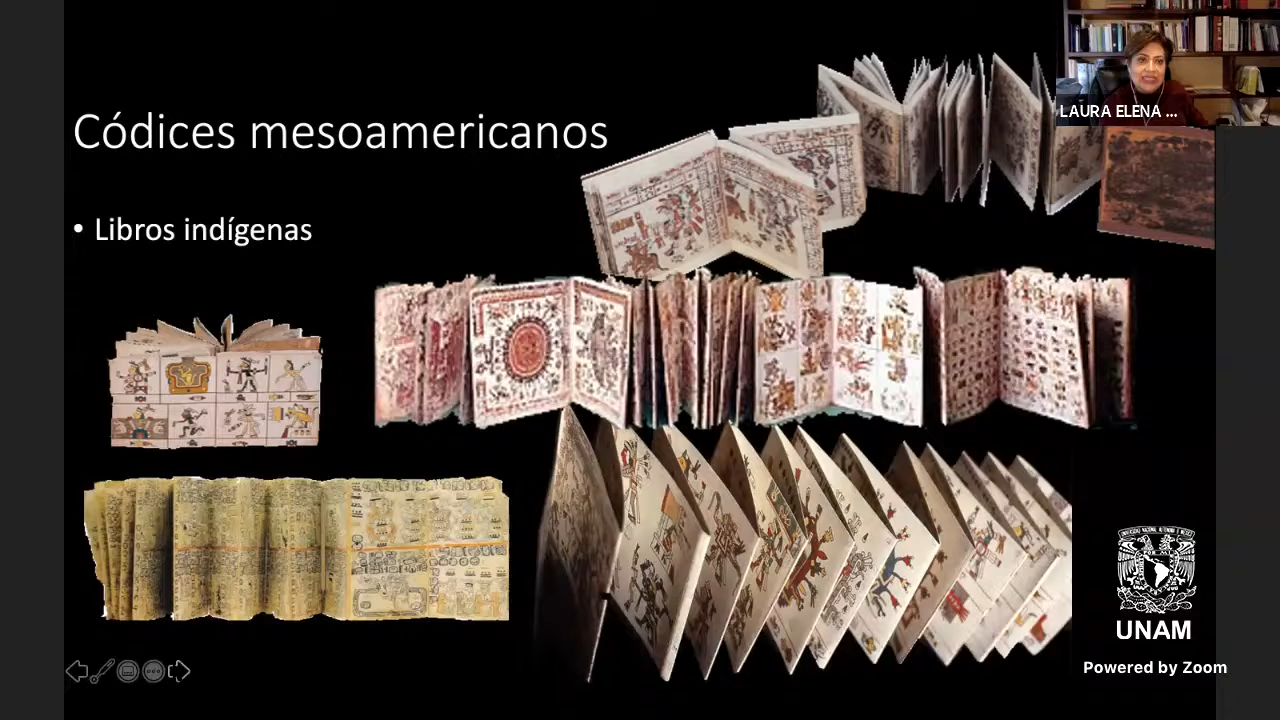 LAURA ELENA ...
Códices mesoamericanos
• Libros indígenas
UNAM
Powered by Zoom